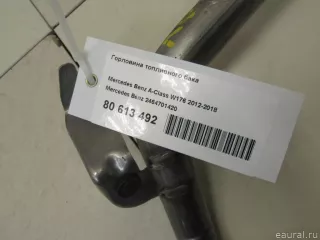 Горловина топливного бака
Mercedes Benz A-Class W176 2012-2018
Mercedes Benz 2464701420
80 613 492
eaural.ru